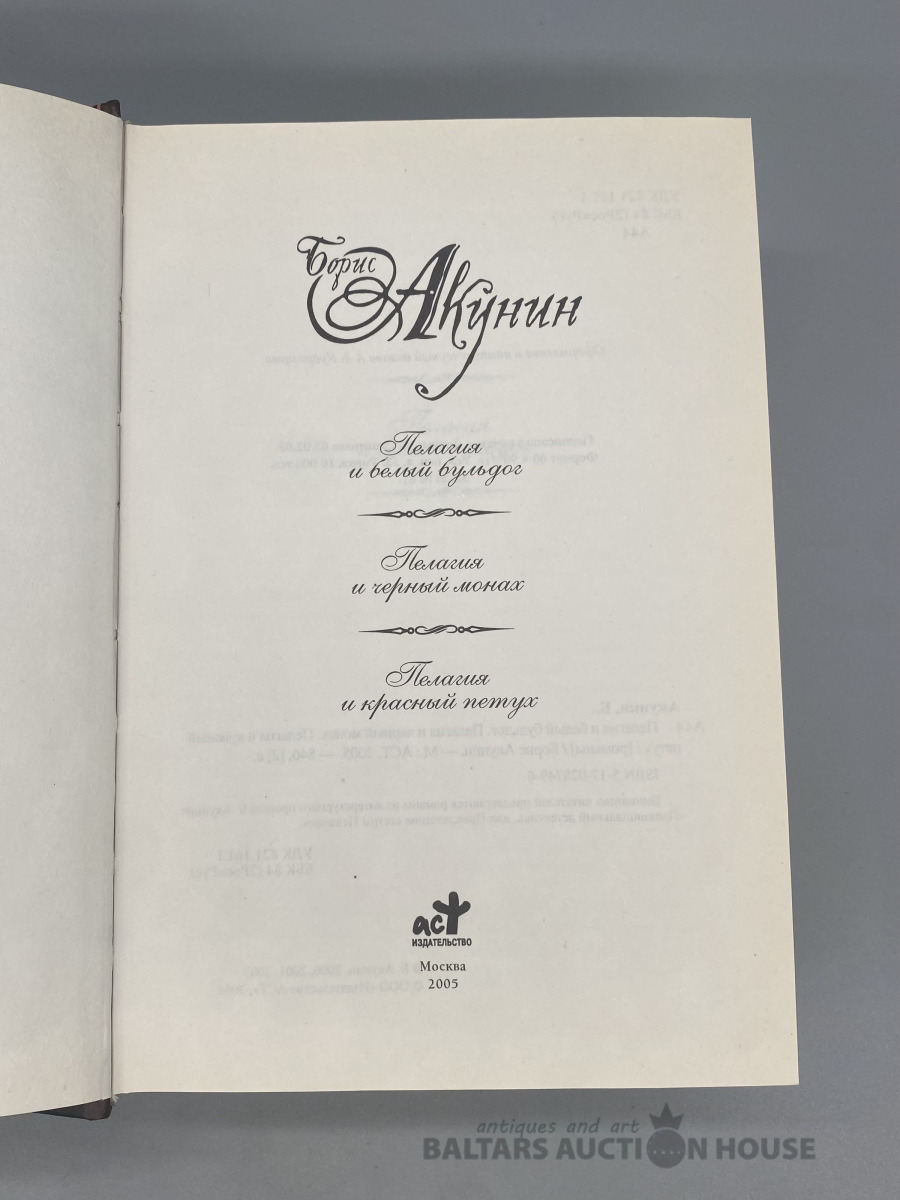 Борис
Акунин
Пелагия
и белый бульдог
Пелагия
и черный монах
Пелагия
и красный петух
аст
ИЗДАТЕЛЬСТВО
Москва
2005
antiques and art
BALTARS AUCTION HOUSE